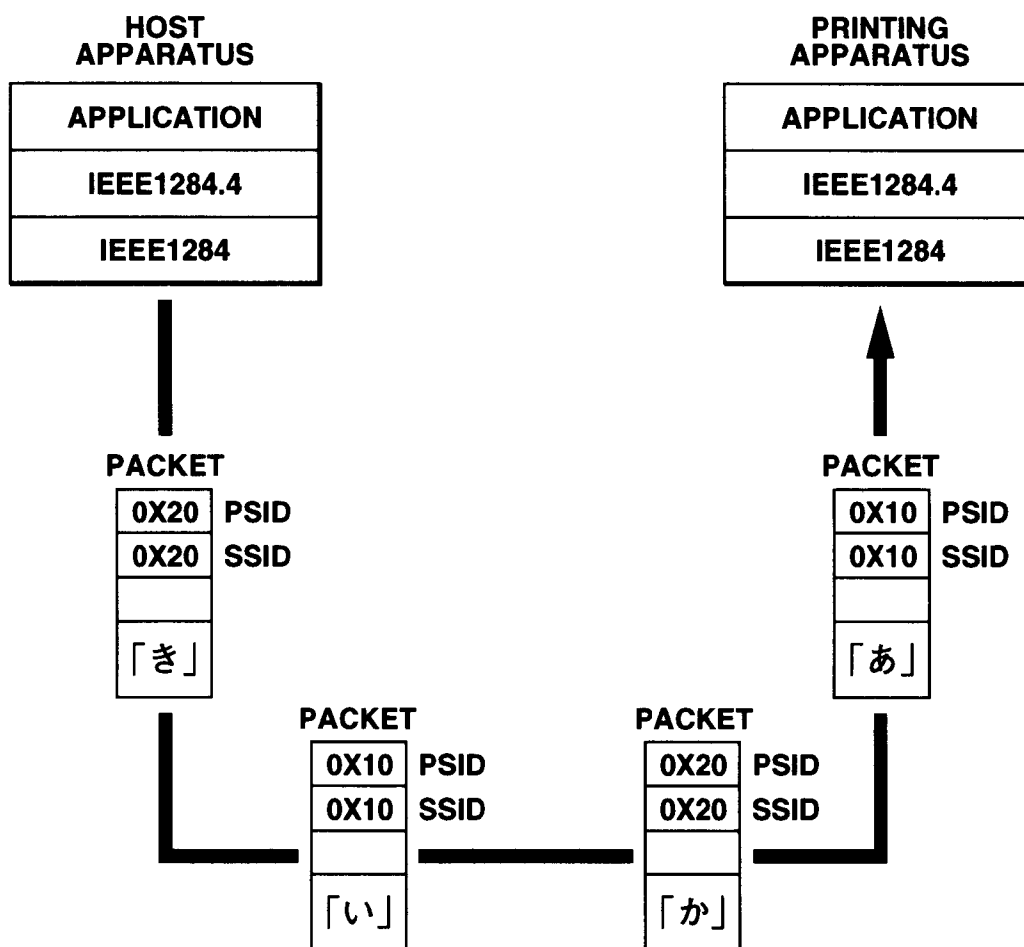 HOST
APPARATUS
APPLICATION
IEEE1284.4
IEEE1284
PRINTING
APPARATUS
APPLICATION
IEEE1284.4
IEEE1284
PACKET
0X20 PSID
0X20 SSID
「き」
PACKET
0X10 PSID
0X10 SSID
「い」
PACKET
0X20 PSID
0X20 SSID
「か」
PACKET
0X10 PSID
0X10 SSID
「あ」